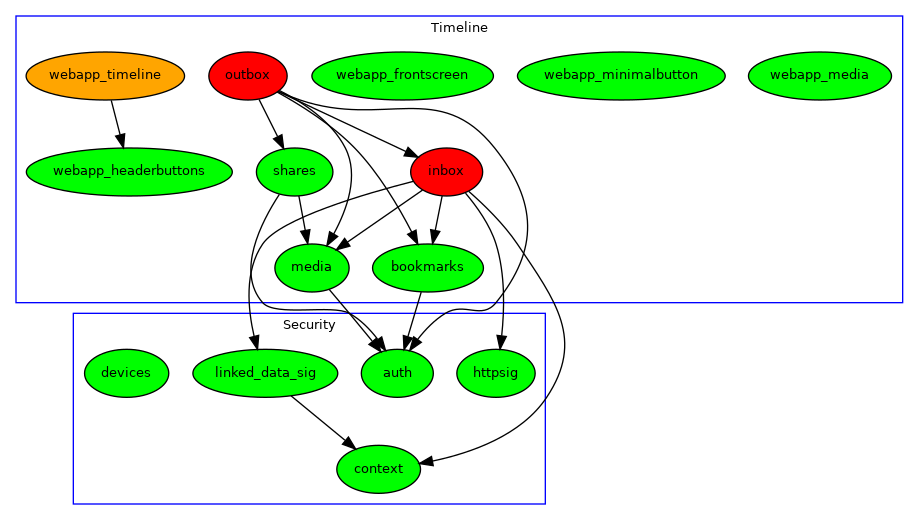 Timeline
webapp_timeline
outbox
webapp_frontscreen
webapp_minimalbutton
webapp_media
webapp_headerbuttons
shares
inbox
media
bookmarks
Security
devices
linked_data_sig
auth
httpsig
context